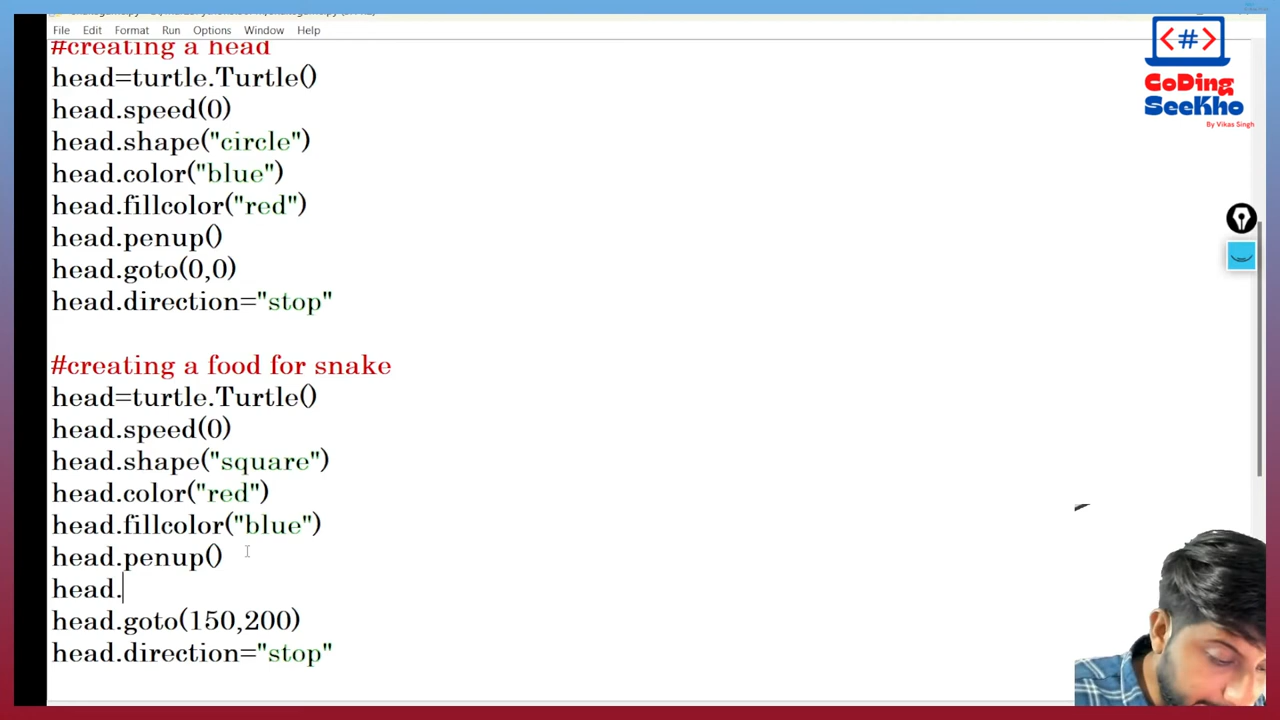 File Edit Format Run Options Window Help
#creating a head
head=turtle.Turtle()
head.speed(0)
head.shape("circle")
head.color("blue")
head.fillcolor("red")
head.penup()
head.goto(0,0)
head.direction="stop"
#creating a food for snake
head=turtle.Turtle()
head.speed(0)
head.shape("square")
head.color("red")
head.fillcolor("blue")
head.penup()
head.
head.goto(150,200)
head.direction="stop"
<#>
CoDing
SeeKho
By Vikas Singh